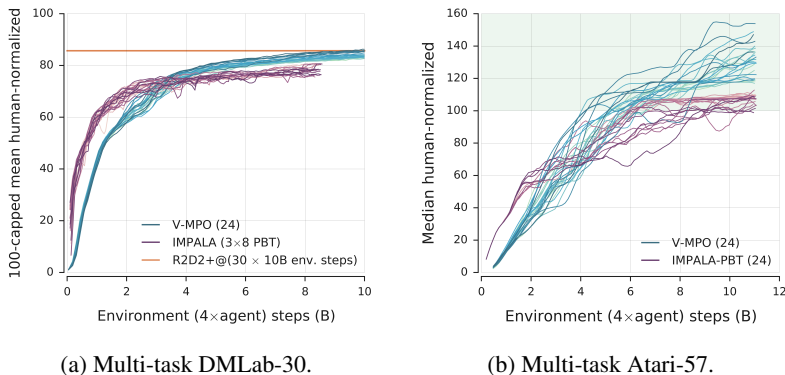 100-capped mean human-normalized
100
80
60
40
20
0
0 2 4 6 8 10
V-MPO (24)
IMPALA (3×8 PBT)
R2D2+@(30 × 10B env. steps)
Environment (4×agent) steps (B)
(a) Multi-task DMLab-30.
Median human-normalized
160
140
120
100
80
60
40
20
0
0 2 4 6 8 10 12
V-MPO (24)
IMPALA-PBT (24)
Environment (4×agent) steps (B)
(b) Multi-task Atari-57.